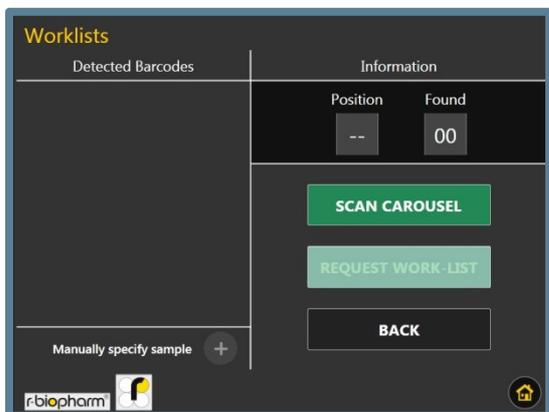 Worklists
Detected Barcodes
Information
Position Found
-- 00
SCAN CAROUSEL
REQUEST WORK-LIST
BACK
Manually specify sample +
r-biopharm®